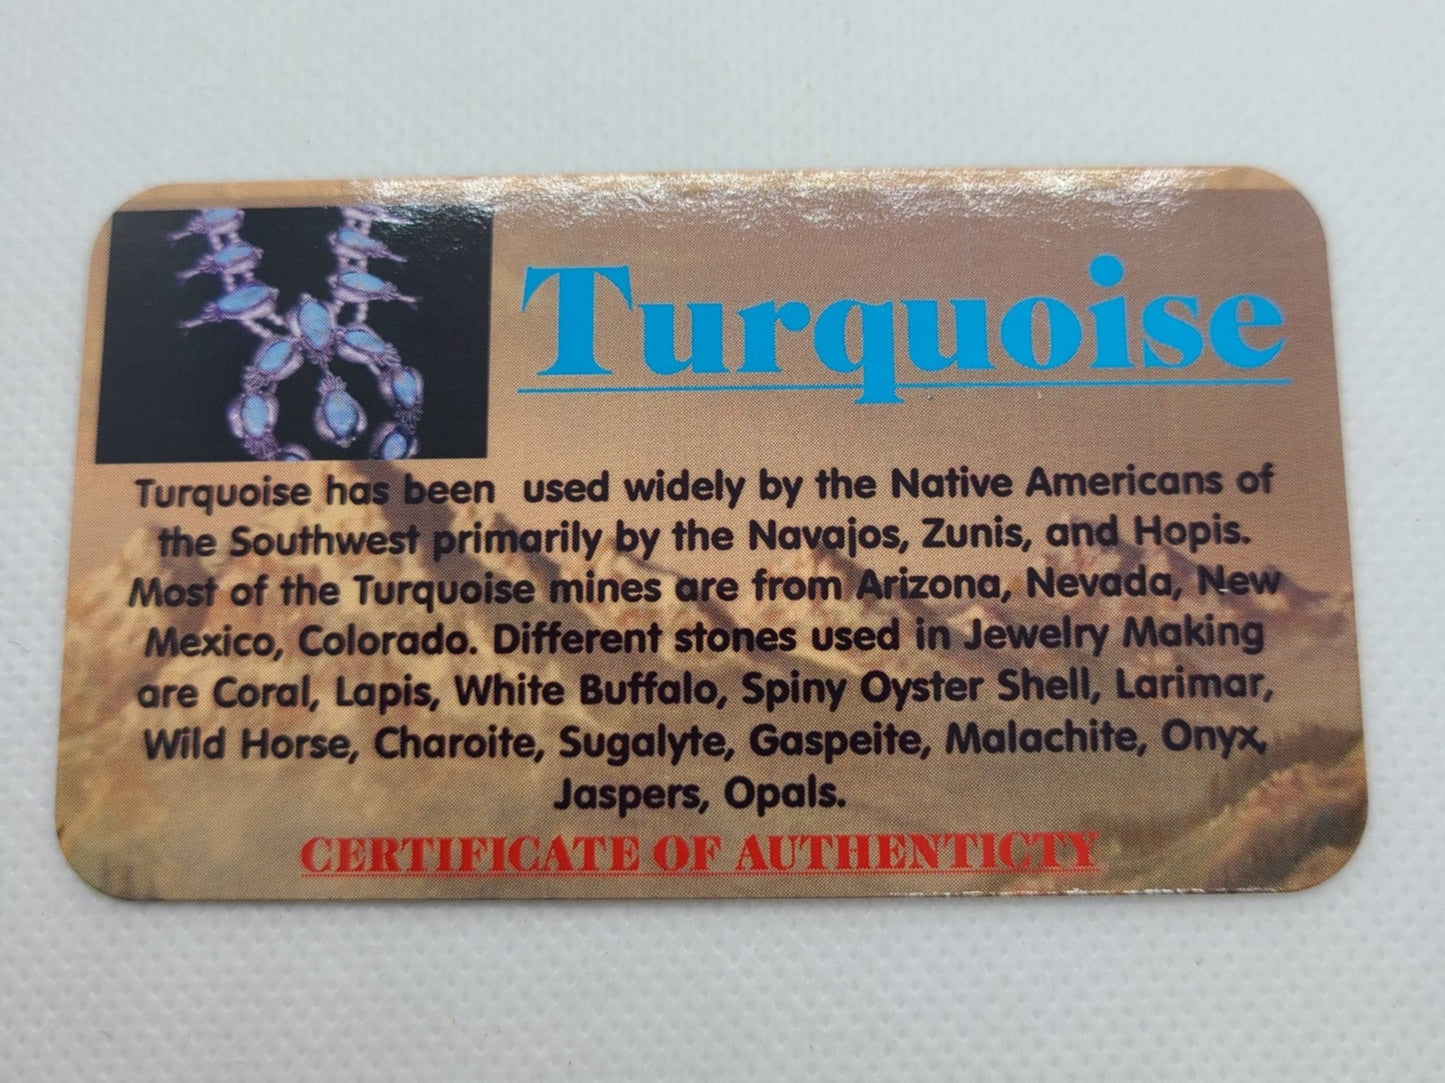 Turquoise
Turquoise has been used widely by the Native Americans of
the Southwest primarily by the Navajos, Zunis, and Hopis.
Most of the Turquoise mines are from Arizona, Nevada, New
Mexico, Colorado. Different stones used in Jewelry Making
are Coral, Lapis, White Buffalo, Spiny Oyster Shell, Larimar,
Wild Horse, Charoite, Sugalyte, Gaspeite, Malachite, Onyx,
Jaspers, Opals.
CERTIFICATE OF AUTHENTICTY